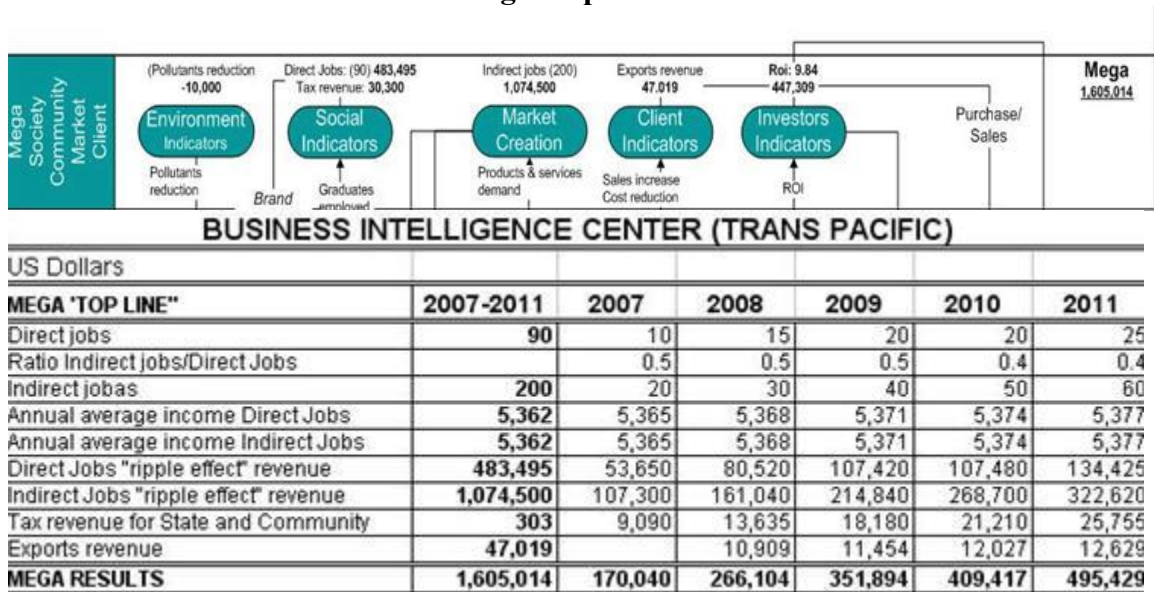 Mega
Society
Community
Market
Client
(Pollutants reduction
-10,000
Environment
Indicators
Pollutants
reduction
Brand
Direct Jobs: (90) 483,495
Tax revenue: 30,300
Social
Indicators
Graduates
employed
Indirect jobs (200)
1,074,500
Market
Creation
Products & services
demand
Exports revenue
47.019
Client
Indicators
Sales increase
Cost reduction
Roi: 9.84
447,309
Investors
Indicators
ROI
Purchase/
Sales
Mega
1,605.014
BUSINESS INTELLIGENCE CENTER (TRANS PACIFIC)
US Dollars
MEGA 'TOP LINE" 2007-2011 2007 2008 2009 2010 2011
Direct jobs 90 10 15 20 20 25
Ratio Indirect jobs/Direct Jobs 0.5 0.5 0.5 0.4 0.4
Indirect jobas 200 20 30 40 50 60
Annual average income Direct Jobs 5,362 5,365 5,368 5,371 5,374 5,377
Annual average income Indirect Jobs 5,362 5,365 5,368 5,371 5,374 5,377
Direct Jobs "ripple effect" revenue 483,495 53,650 80,520 107,420 107,480 134,425
Indirect Jobs "ripple effect" revenue 1,074,500 107,300 161,040 214,840 268,700 322,620
Tax revenue for State and Community 303 9,090 13,635 18,180 21,210 25,755
Exports revenue 47,019 10,909 11,454 12,027 12,629
MEGA RESULTS 1,605,014 170,040 266,104 351,894 409,417 495,429